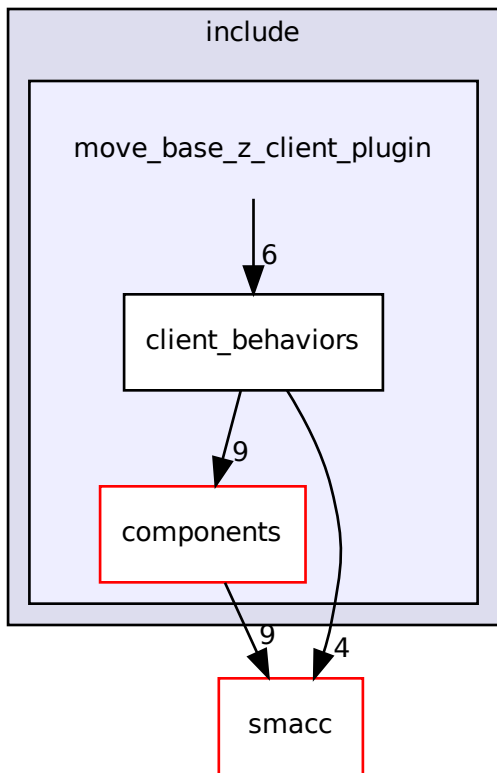 include
move_base_z_client_plugin
6
client_behaviors
9
components
9
4
smacc